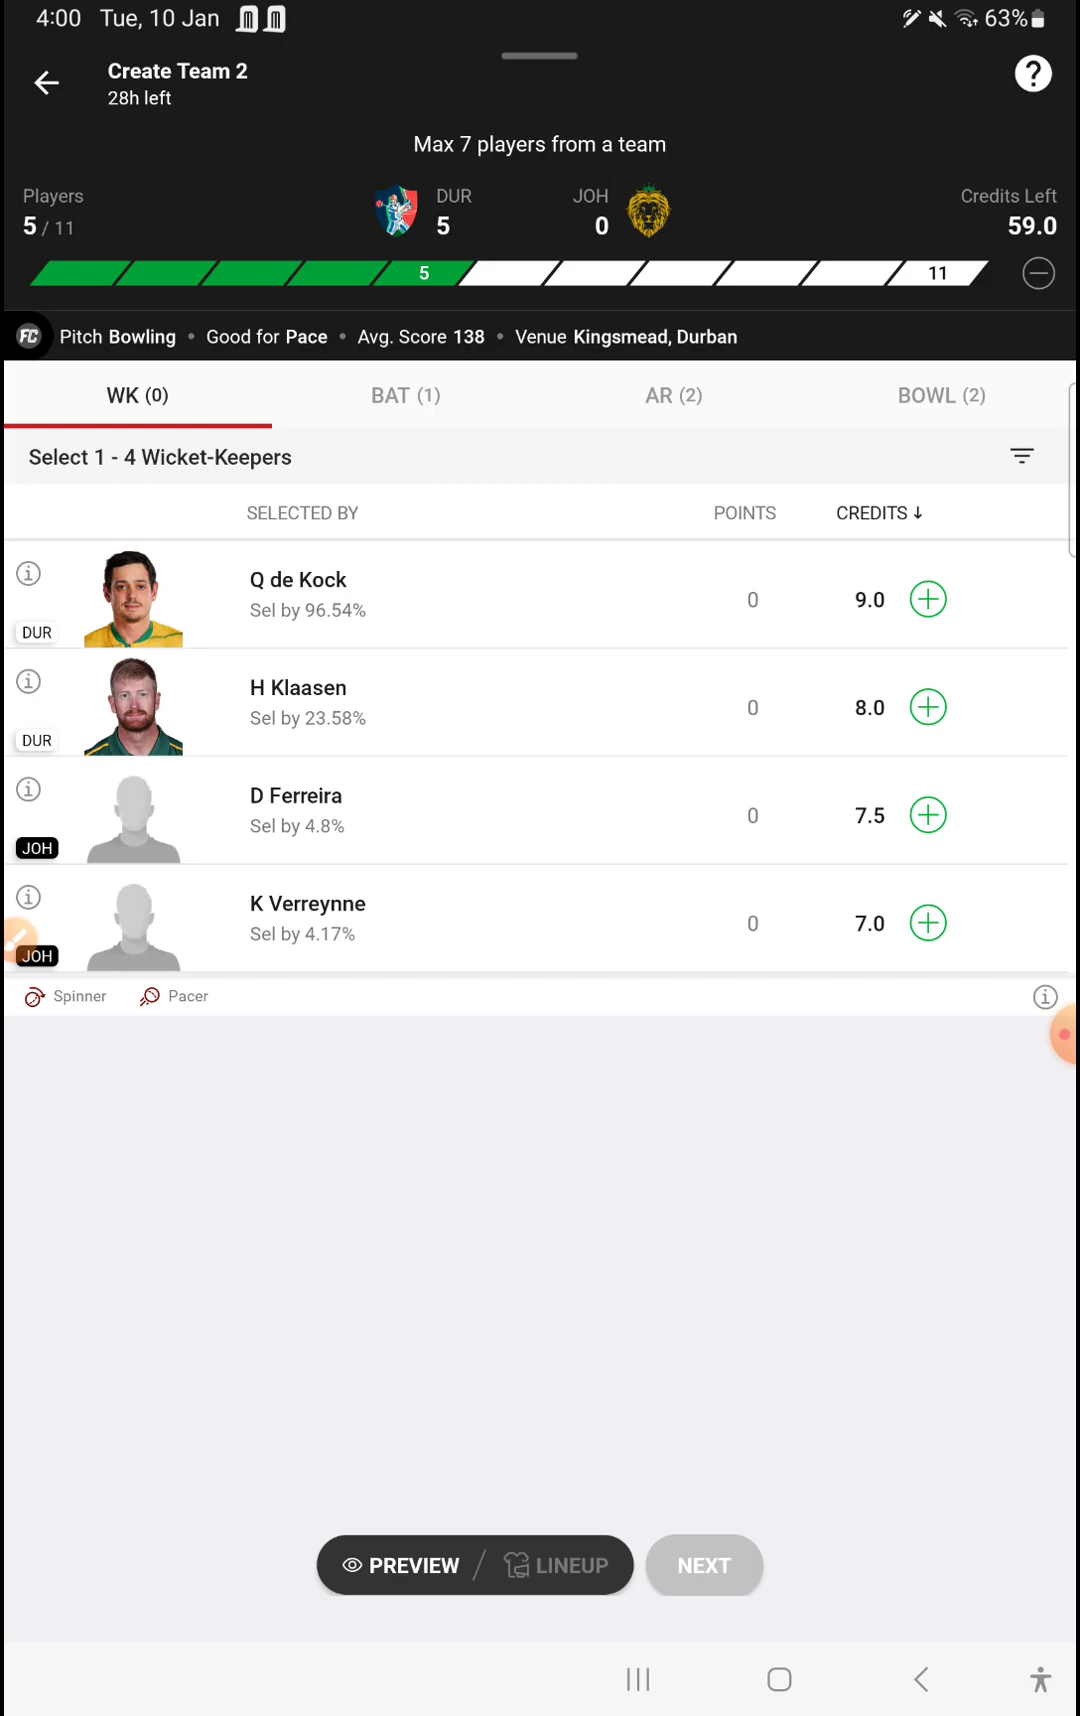 4:00 Tue, 10 Jan
63%
Create Team 2
28h left
?
Max 7 players from a team
Players
5 / 11
DUR
5
JOH
0
Credits Left
59.0
5
11
FC Pitch Bowling • Good for Pace • Avg. Score 138 • Venue Kingsmead, Durban
WK (0)
BAT (1)
AR (2)
BOWL (2)
Select 1 - 4 Wicket-Keepers
SELECTED BY
POINTS
CREDITS ↓
i
DUR
Q de Kock
Sel by 96.54%
0
9.0
i
DUR
H Klaasen
Sel by 23.58%
0
8.0
i
JOH
D Ferreira
Sel by 4.8%
0
7.5
i
JOH
K Verreynne
Sel by 4.17%
0
7.0
Spinner
Pacer
i
PREVIEW / LINEUP
NEXT